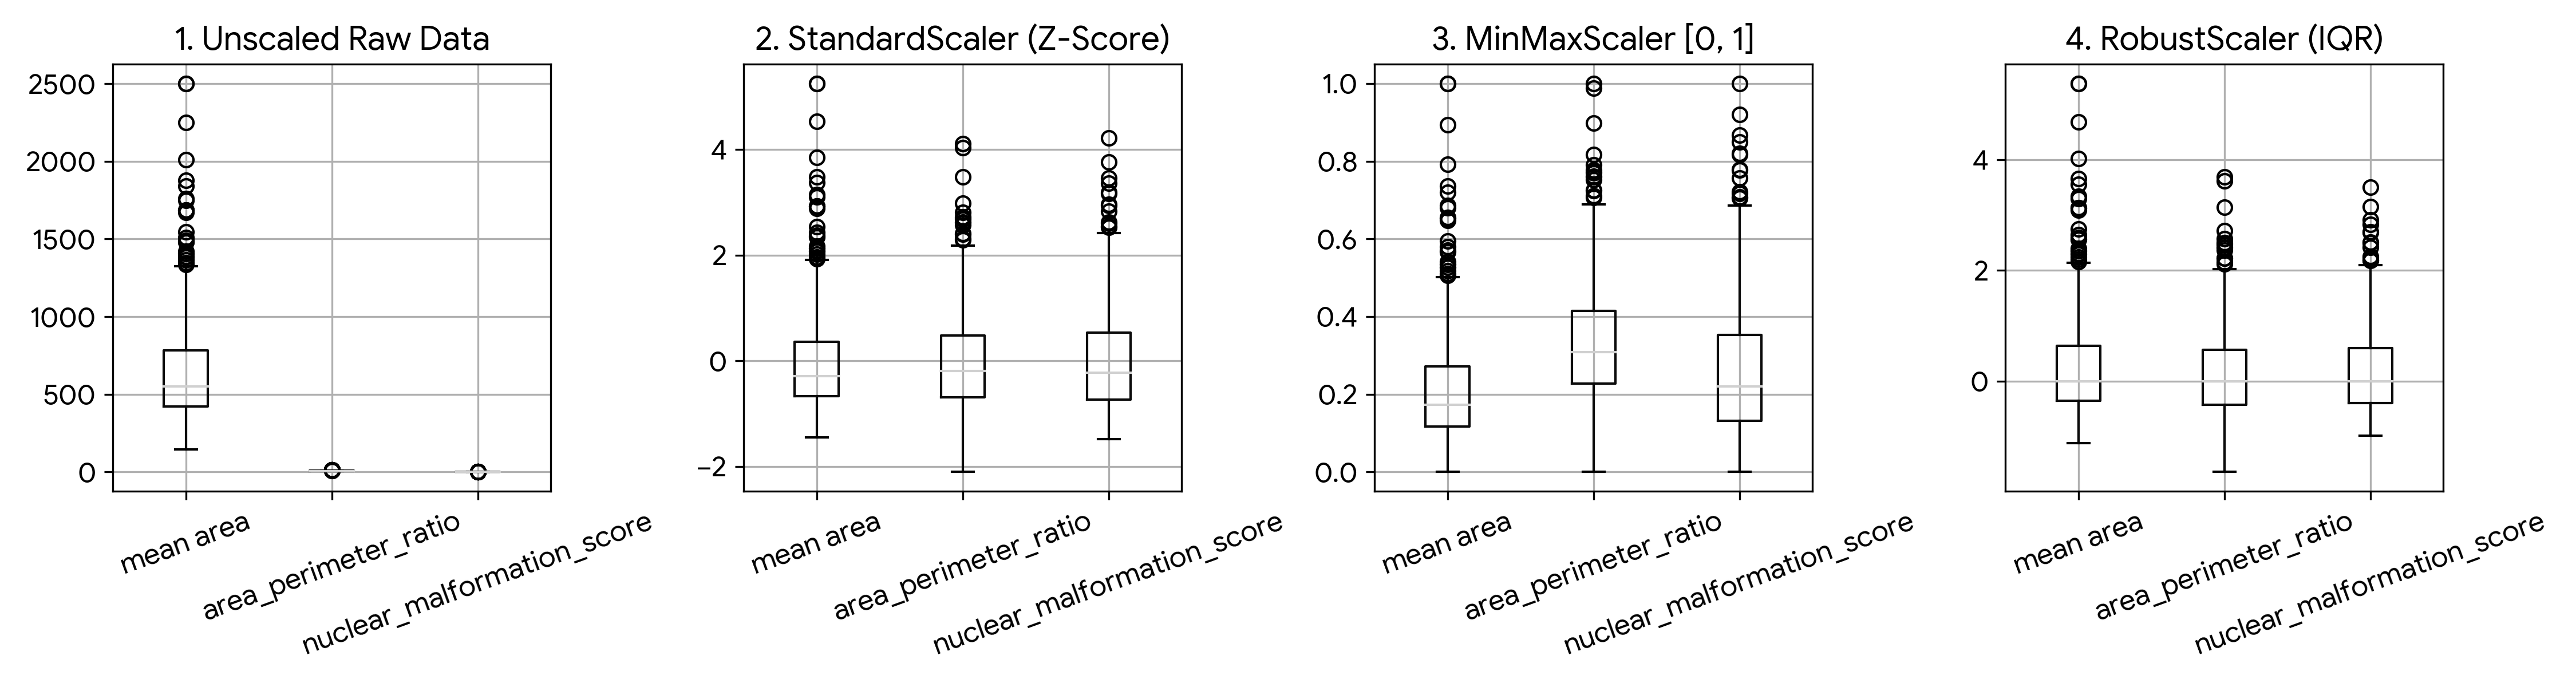 1. Unscaled Raw Data
2500
2000
1500
1000
500
0
mean area
area_perimeter_ratio
nuclear_malformation_score
2. StandardScaler (Z-Score)
4
2
0
−2
mean area
area_perimeter_ratio
nuclear_malformation_score
3. MinMaxScaler [0, 1]
1.0
0.8
0.6
0.4
0.2
0.0
mean area
area_perimeter_ratio
nuclear_malformation_score
4. RobustScaler (IQR)
4
2
0
mean area
area_perimeter_ratio
nuclear_malformation_score